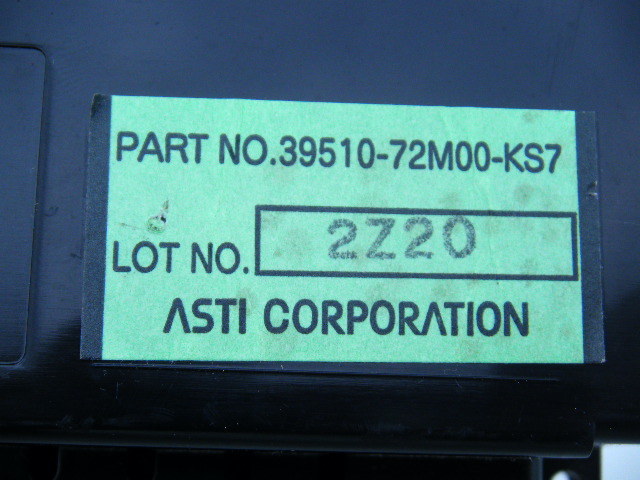 PART NO.39510-72M00-KS7
LOT NO. 2Z20
ASTI CORPORATION